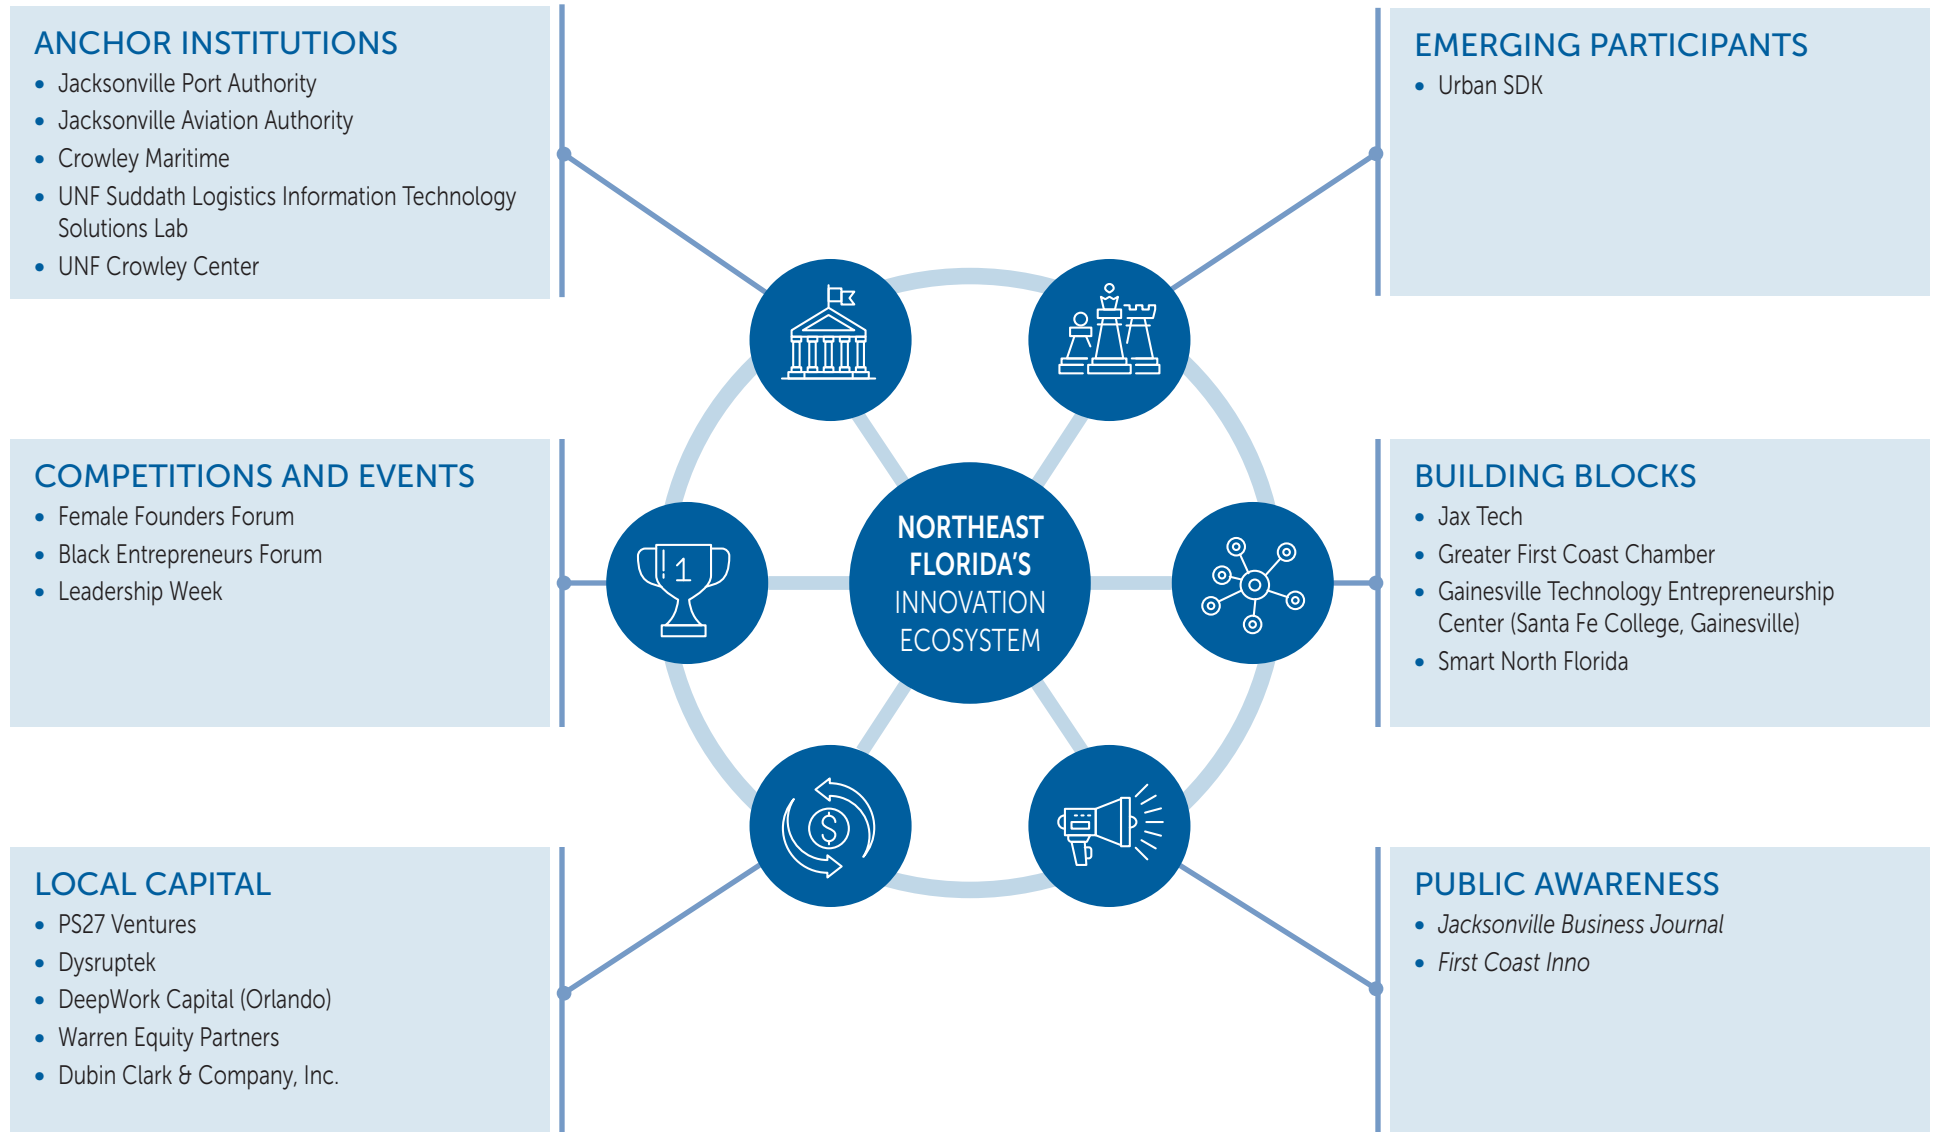 ANCHOR INSTITUTIONS
• Jacksonville Port Authority
• Jacksonville Aviation Authority
• Crowley Maritime
• UNF Suddath Logistics Information Technology
Solutions Lab
• UNF Crowley Center
EMERGING PARTICIPANTS
• Urban SDK
COMPETITIONS AND EVENTS
• Female Founders Forum
• Black Entrepreneurs Forum
• Leadership Week
1
NORTHEAST
FLORIDA'S
INNOVATION
ECOSYSTEM
BUILDING BLOCKS
• Jax Tech
• Greater First Coast Chamber
• Gainesville Technology Entrepreneurship
Center (Santa Fe College, Gainesville)
• Smart North Florida
LOCAL CAPITAL
• PS27 Ventures
• Dysruptek
• DeepWork Capital (Orlando)
• Warren Equity Partners
• Dubin Clark & Company, Inc.
$
PUBLIC AWARENESS
• Jacksonville Business Journal
• First Coast Inno